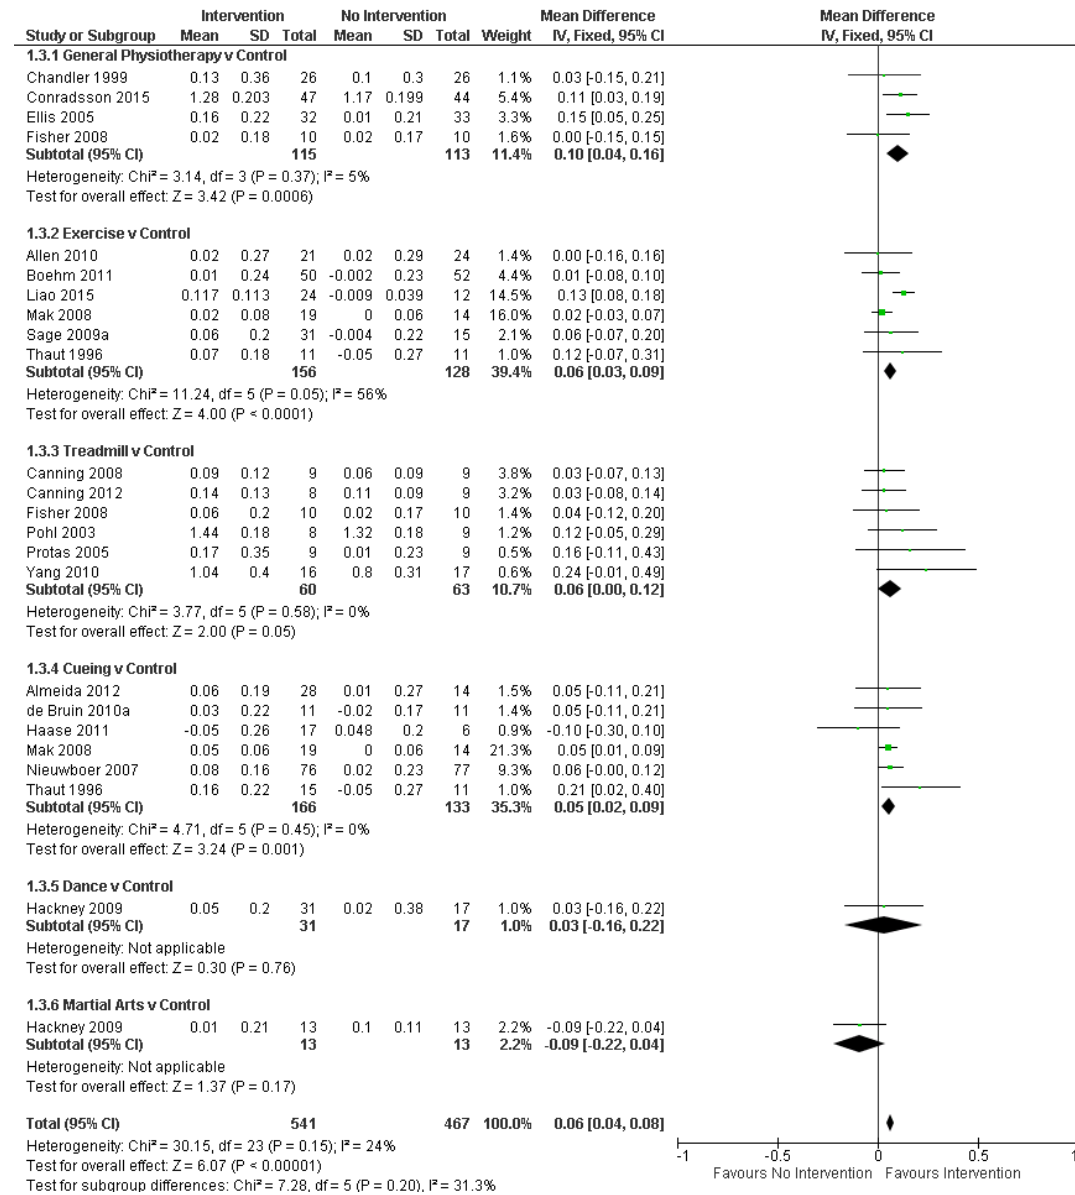 Intervention No Intervention Mean Difference Mean Difference
Study or Subgroup Mean SD Total Mean SD Total Weight IV, Fixed, 95% CI IV, Fixed, 95% CI
1.3.1 General Physiotherapy v Control
Chandler 1999 0.13 0.36 26 0.1 0.3 26 1.1% 0.03 [-0.15, 0.21]
Conradsson 2015 1.28 0.203 47 1.17 0.199 44 5.4% 0.11 [0.03, 0.19]
Ellis 2005 0.16 0.22 32 0.01 0.21 33 3.3% 0.15 [0.05, 0.25]
Fisher 2008 0.02 0.18 10 0.02 0.17 10 1.6% 0.00 [-0.15, 0.15]
Subtotal (95% CI) 115 113 11.4% 0.10 [0.04, 0.16]
Heterogeneity: Chi² = 3.14, df = 3 (P = 0.37); I² = 5%
Test for overall effect: Z = 3.42 (P = 0.0006)
1.3.2 Exercise v Control
Allen 2010 0.02 0.27 21 0.02 0.29 24 1.4% 0.00 [-0.16, 0.16]
Boehm 2011 0.01 0.24 50 -0.002 0.23 52 4.4% 0.01 [-0.08, 0.10]
Liao 2015 0.117 0.113 24 -0.009 0.039 12 14.5% 0.13 [0.08, 0.18]
Mak 2008 0.02 0.08 19 0 0.06 14 16.0% 0.02 [-0.03, 0.07]
Sage 2009a 0.06 0.2 31 -0.004 0.22 15 2.1% 0.06 [-0.07, 0.20]
Thaut 1996 0.07 0.18 11 -0.05 0.27 11 1.0% 0.12 [-0.07, 0.31]
Subtotal (95% CI) 156 128 39.4% 0.06 [0.03, 0.09]
Heterogeneity: Chi² = 11.24, df = 5 (P = 0.05); I² = 56%
Test for overall effect: Z = 4.00 (P < 0.0001)
1.3.3 Treadmill v Control
Canning 2008 0.09 0.12 9 0.06 0.09 9 3.8% 0.03 [-0.07, 0.13]
Canning 2012 0.14 0.13 8 0.11 0.09 9 3.2% 0.03 [-0.08, 0.14]
Fisher 2008 0.06 0.2 10 0.02 0.17 10 1.4% 0.04 [-0.12, 0.20]
Pohl 2003 1.44 0.18 8 1.32 0.18 9 1.2% 0.12 [-0.05, 0.29]
Protas 2005 0.17 0.35 9 0.01 0.23 9 0.5% 0.16 [-0.11, 0.43]
Yang 2010 1.04 0.4 16 0.8 0.31 17 0.6% 0.24 [-0.01, 0.49]
Subtotal (95% CI) 60 63 10.7% 0.06 [0.00, 0.12]
Heterogeneity: Chi² = 3.77, df = 5 (P = 0.58); I² = 0%
Test for overall effect: Z = 2.00 (P = 0.05)
1.3.4 Cueing v Control
Almeida 2012 0.06 0.19 28 0.01 0.27 14 1.5% 0.05 [-0.11, 0.21]
de Bruin 2010a 0.03 0.22 11 -0.02 0.17 11 1.4% 0.05 [-0.11, 0.21]
Haase 2011 -0.05 0.26 17 0.048 0.2 6 0.9% -0.10 [-0.30, 0.10]
Mak 2008 0.05 0.06 19 0 0.06 14 21.3% 0.05 [0.01, 0.09]
Nieuwboer 2007 0.08 0.16 76 0.02 0.23 77 9.3% 0.06 [-0.00, 0.12]
Thaut 1996 0.16 0.22 15 -0.05 0.27 11 1.0% 0.21 [0.02, 0.40]
Subtotal (95% CI) 166 133 35.3% 0.05 [0.02, 0.09]
Heterogeneity: Chi² = 4.71, df = 5 (P = 0.45); I² = 0%
Test for overall effect: Z = 3.24 (P = 0.001)
1.3.5 Dance v Control
Hackney 2009 0.05 0.2 31 0.02 0.38 17 1.0% 0.03 [-0.16, 0.22]
Subtotal (95% CI) 31 17 1.0% 0.03 [-0.16, 0.22]
Heterogeneity: Not applicable
Test for overall effect: Z = 0.30 (P = 0.76)
1.3.6 Martial Arts v Control
Hackney 2009 0.01 0.21 13 0.1 0.11 13 2.2% -0.09 [-0.22, 0.04]
Subtotal (95% CI) 13 13 2.2% -0.09 [-0.22, 0.04]
Heterogeneity: Not applicable
Test for overall effect: Z = 1.37 (P = 0.17)
Total (95% CI) 541 467 100.0% 0.06 [0.04, 0.08]
Heterogeneity: Chi² = 30.15, df = 23 (P = 0.15); I² = 24%
Test for overall effect: Z = 6.07 (P < 0.00001)
Test for subgroup differences: Chi² = 7.28, df = 5 (P = 0.20), I² = 31.3%
-1 -0.5 0 0.5 1
Favours No Intervention Favours Intervention